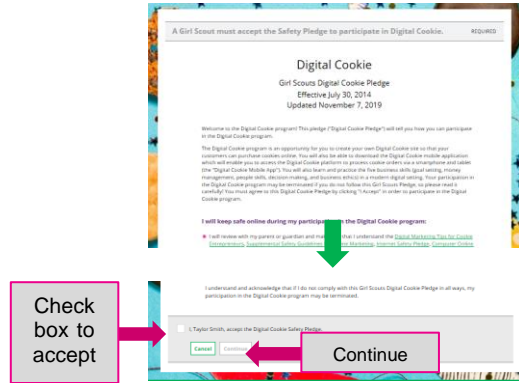 A Girl Scout must accept the Safety Pledge to participate in Digital Cookie. REQUIRED
Digital Cookie
Girl Scouts Digital Cookie Pledge
Effective July 30, 2014
Updated November 7, 2019
Welcome to the Digital Cookie program! This pledge ("Digital Cookie Pledge") will tell you how you can participate
in the Digital Cookie program.
The Digital Cookie program is an opportunity for you to create your own Digital Cookie site so that your
customers can purchase cookies online. You will also be able to download the Digital Cookie mobile application
which will enable you to access the Digital Cookie platform to process cookie orders via a smartphone and tablet
(the "Digital Cookie Mobile App"). You will also learn and practice the five business skills (goal setting, money
management, people skills, decision-making, and business ethics) in a modern digital setting. Your participation in
the Digital Cookie program may be terminated if you do not follow this Girl Scouts Pledge, so please read it
carefully! You must agree to this Digital Cookie Pledge by clicking "I Accept" in order to participate in the Digital
Cookie program.
I will keep safe online during my participation in the Digital Cookie program:
I will review with my parent or guardian and that I understand the Digital Marketing Tips for Cookie
Entrepreneurs, Supplemental Safety Guidelines Marketing, Internet Safety Pledge, Computer Online
I understand and acknowledge that if I do not comply with this Girl Scouts Digital Cookie Pledge in all ways, my
participation in the Digital Cookie program may be terminated.
Check
box to
accept
I, Taylor Smith, accept the Digital Cookie Safety Pledge.
Cancel Continue
Continue